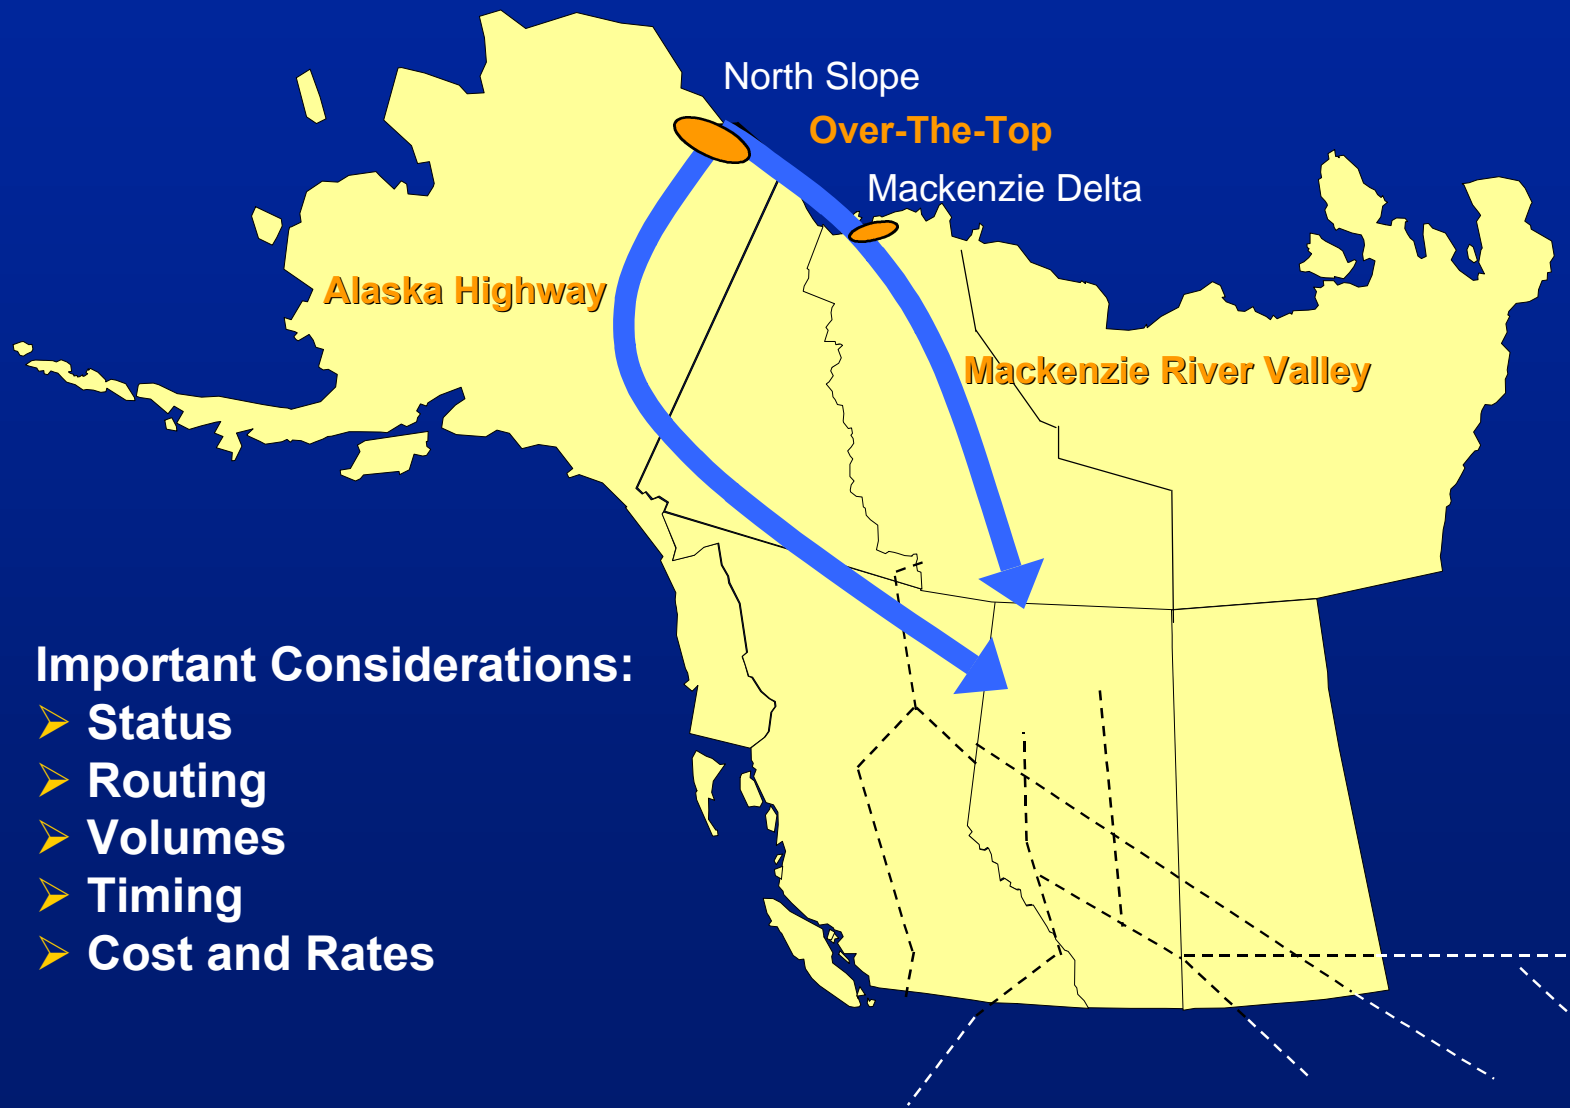 North Slope
Over-The-Top
Mackenzie Delta
Alaska Highway
Mackenzie River Valley
Important Considerations:
Status
Routing
Volumes
Timing
Cost and Rates